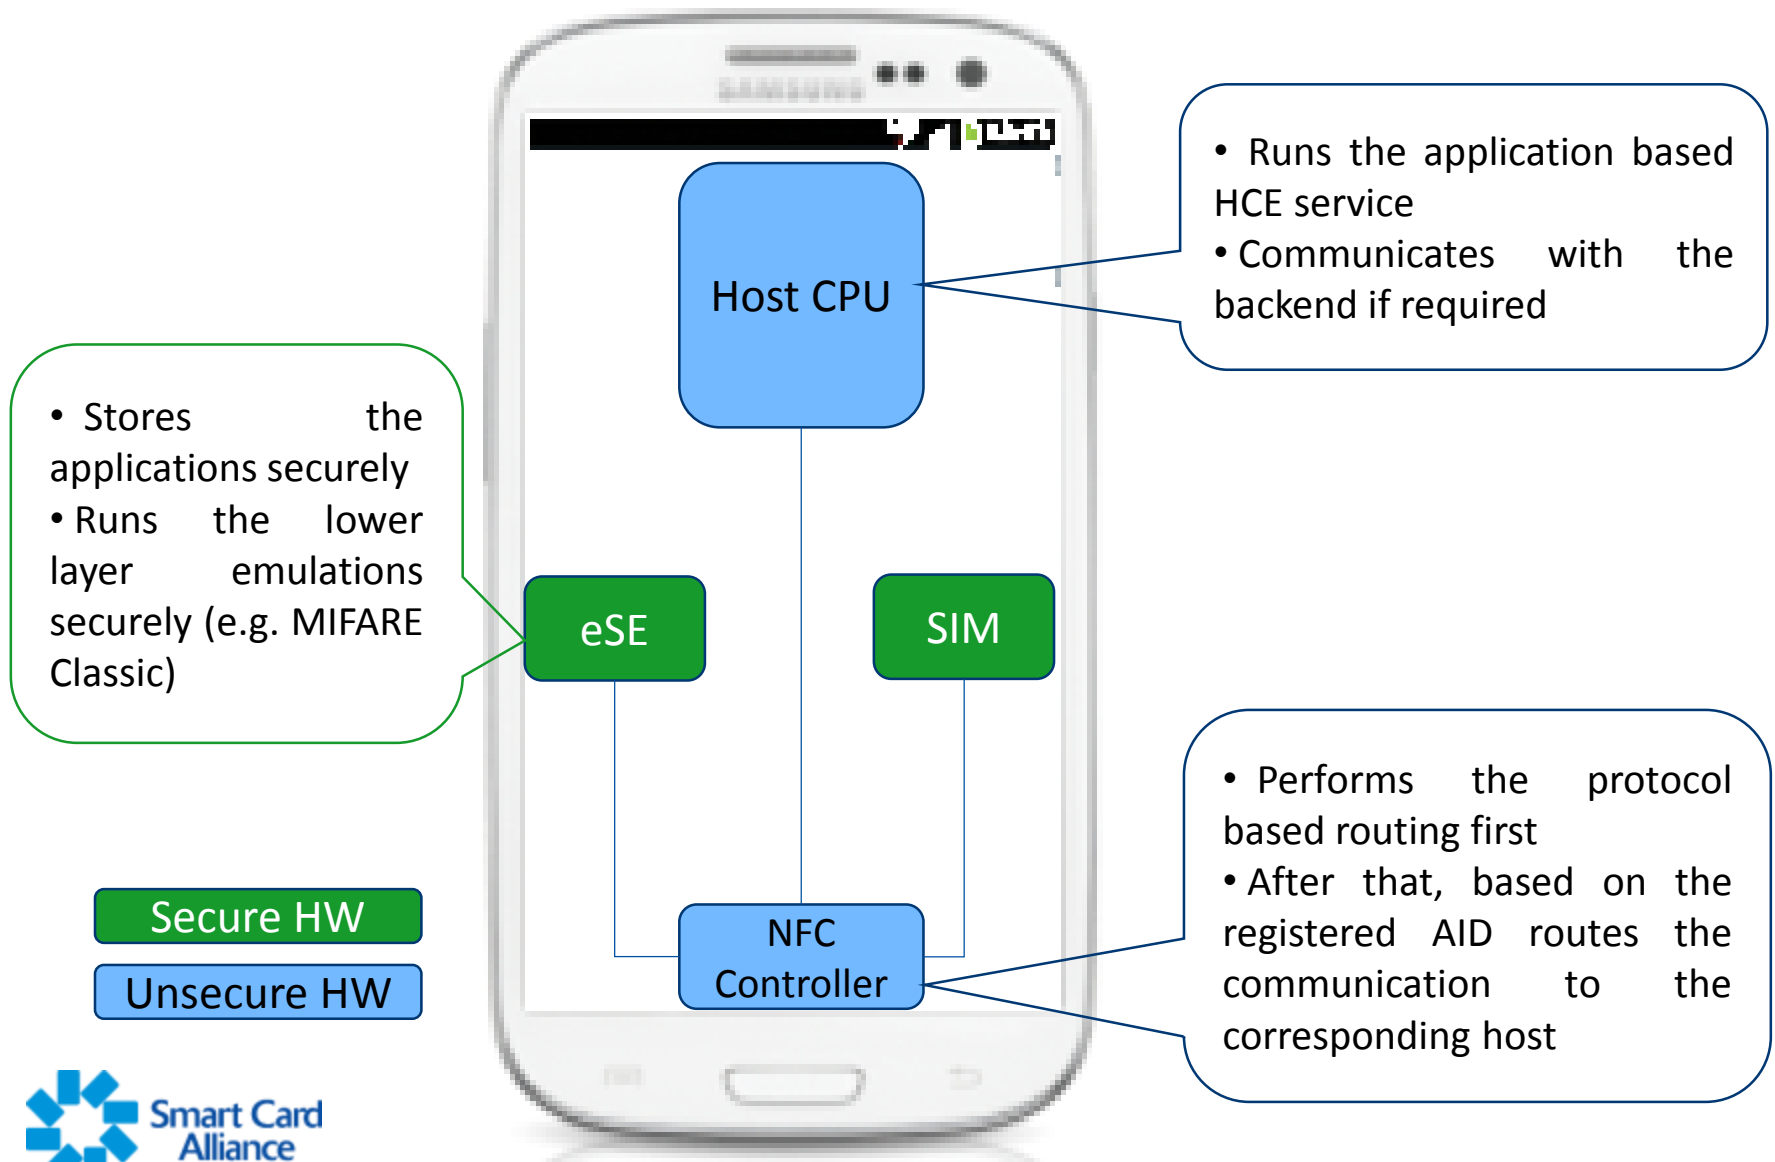 SAMSUNG
Host CPU
• Runs the application based
HCE service
• Communicates with the
backend if required
• Stores the
applications securely
• Runs the lower
layer emulations
securely (e.g. MIFARE
Classic)
eSE
SIM
NFC
Controller
• Performs the protocol
based routing first
• After that, based on the
registered AID routes the
communication to the
corresponding host
Secure HW
Unsecure HW
Smart Card
Alliance